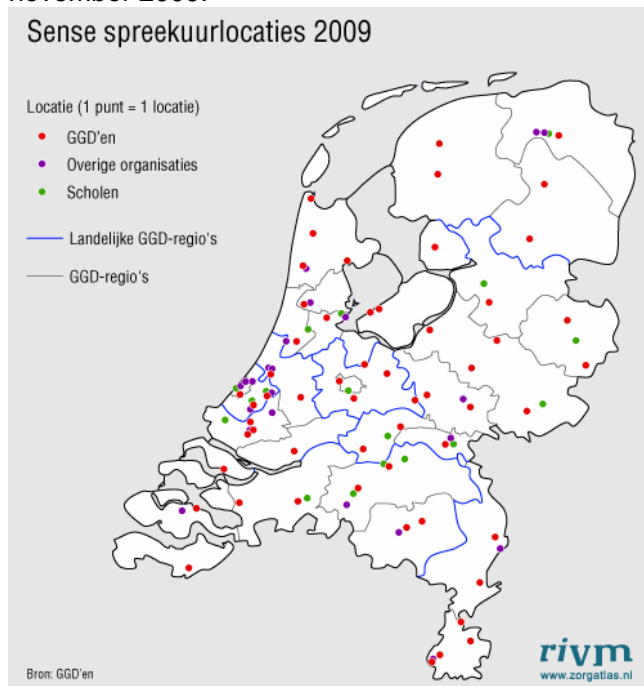 Sense spreekuurlocaties 2009
Locatie (1 punt = 1 locatie)
GGD'en
Overige organisaties
Scholen
Landelijke GGD-regio's
GGD-regio's
Bron: GGD'en
rivm
www.zorgatlas.nl